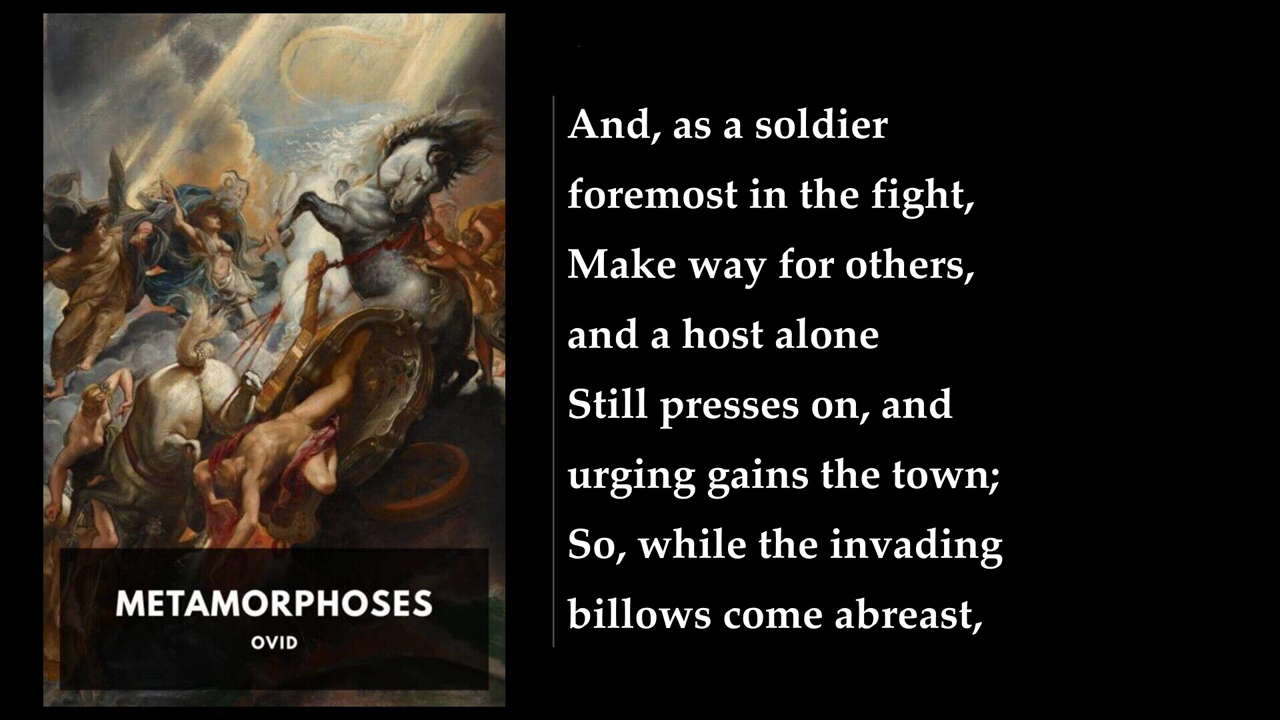 METAMORPHOSES
OVID
And, as a soldier
foremost in the fight,
Make way for others,
and a host alone
Still presses on, and
urging gains the town;
So, while the invading
billows come abreast,